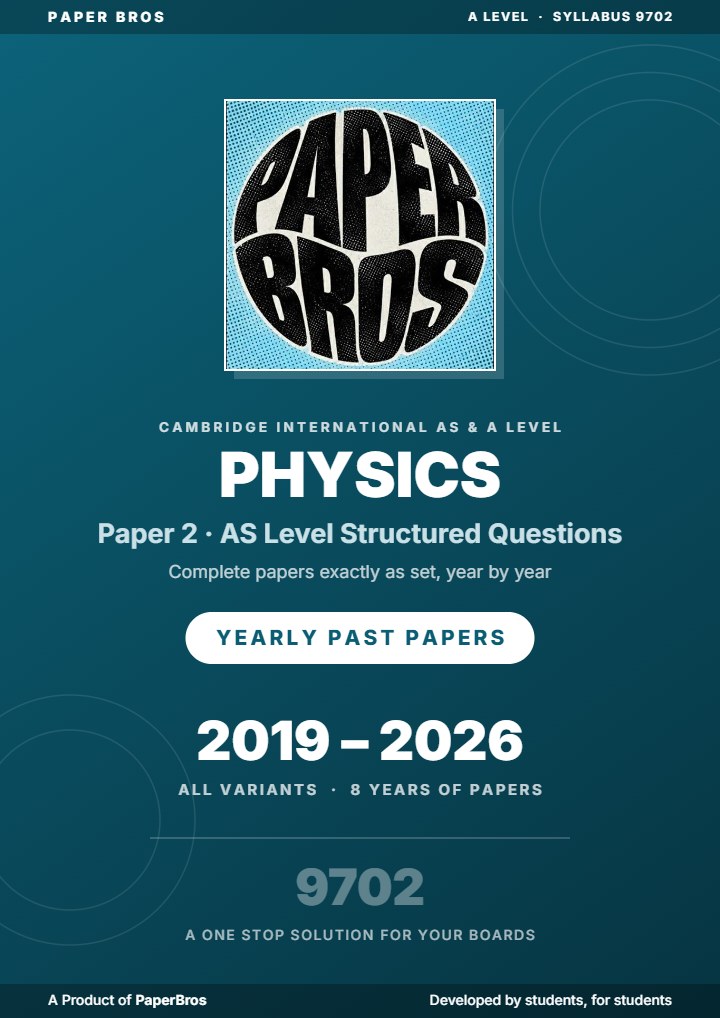 PAPER BROS
A LEVEL · SYLLABUS 9702
PAPER
BROS
CAMBRIDGE INTERNATIONAL AS & A LEVEL
PHYSICS
Paper 2 · AS Level Structured Questions
Complete papers exactly as set, year by year
YEARLY PAST PAPERS
2019 – 2026
ALL VARIANTS · 8 YEARS OF PAPERS
9702
A ONE STOP SOLUTION FOR YOUR BOARDS
A Product of PaperBros
Developed by students, for students